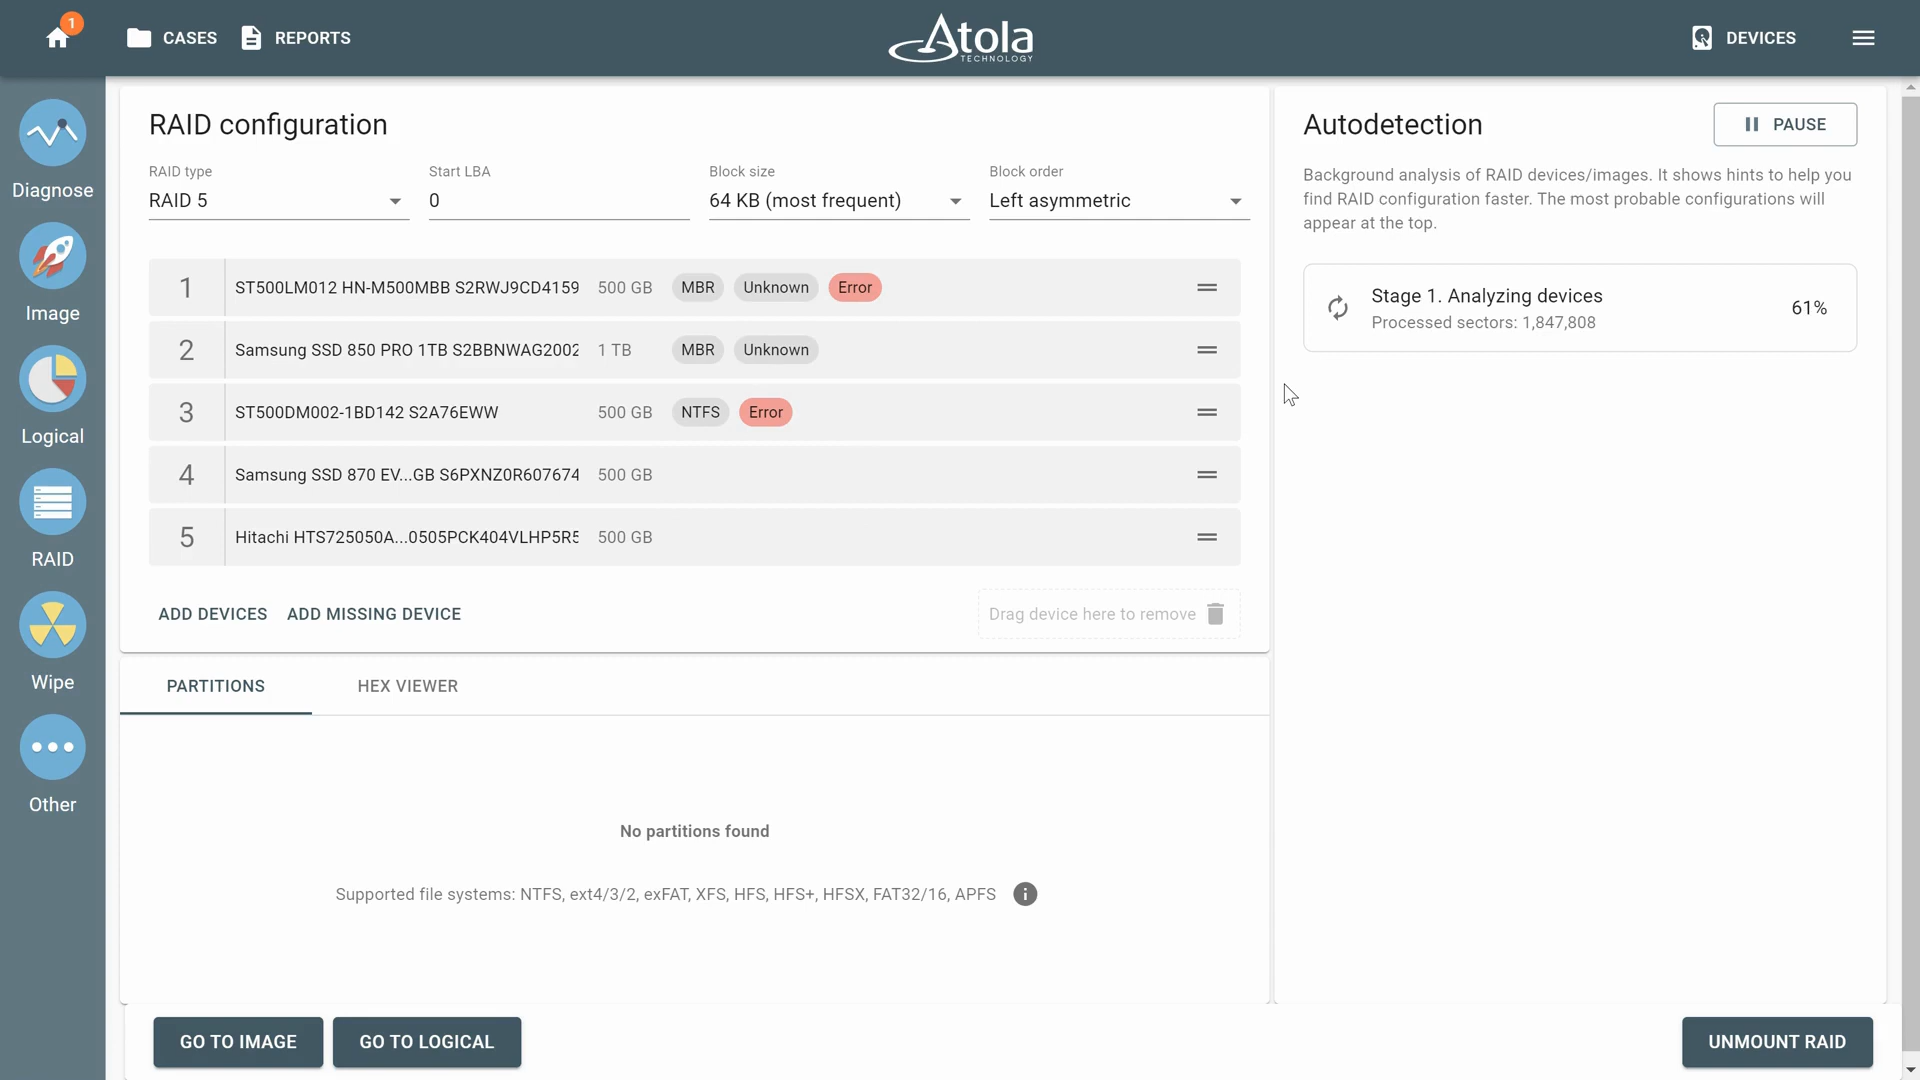 1
CASES
REPORTS
Atola
TECHNOLOGY
DEVICES
Diagnose
Image
Logical
RAID
Wipe
Other
RAID configuration
RAID type
Start LBA
Block size
Block order
RAID 5
0
64 KB (most frequent)
Left asymmetric
1 ST500LM012 HN-M500MBB S2RWJ9CD4159 500 GB MBR Unknown Error
2 Samsung SSD 850 PRO 1TB S2BBNWAG2002 1 TB MBR Unknown
3 ST500DM002-1BD142 S2A76EWW 500 GB NTFS Error
4 Samsung SSD 870 EV...GB S6PXNZ0R607674 500 GB
5 Hitachi HTS725050A...0505PCK404VLHP5R5 500 GB
ADD DEVICES
ADD MISSING DEVICE
Drag device here to remove
PARTITIONS
HEX VIEWER
No partitions found
Supported file systems: NTFS, ext4/3/2, exFAT, XFS, HFS, HFS+, HFSX, FAT32/16, APFS
Autodetection
PAUSE
Background analysis of RAID devices/images. It shows hints to help you
find RAID configuration faster. The most probable configurations will
appear at the top.
Stage 1. Analyzing devices
Processed sectors: 1,847,808
61%
GO TO IMAGE
GO TO LOGICAL
UNMOUNT RAID